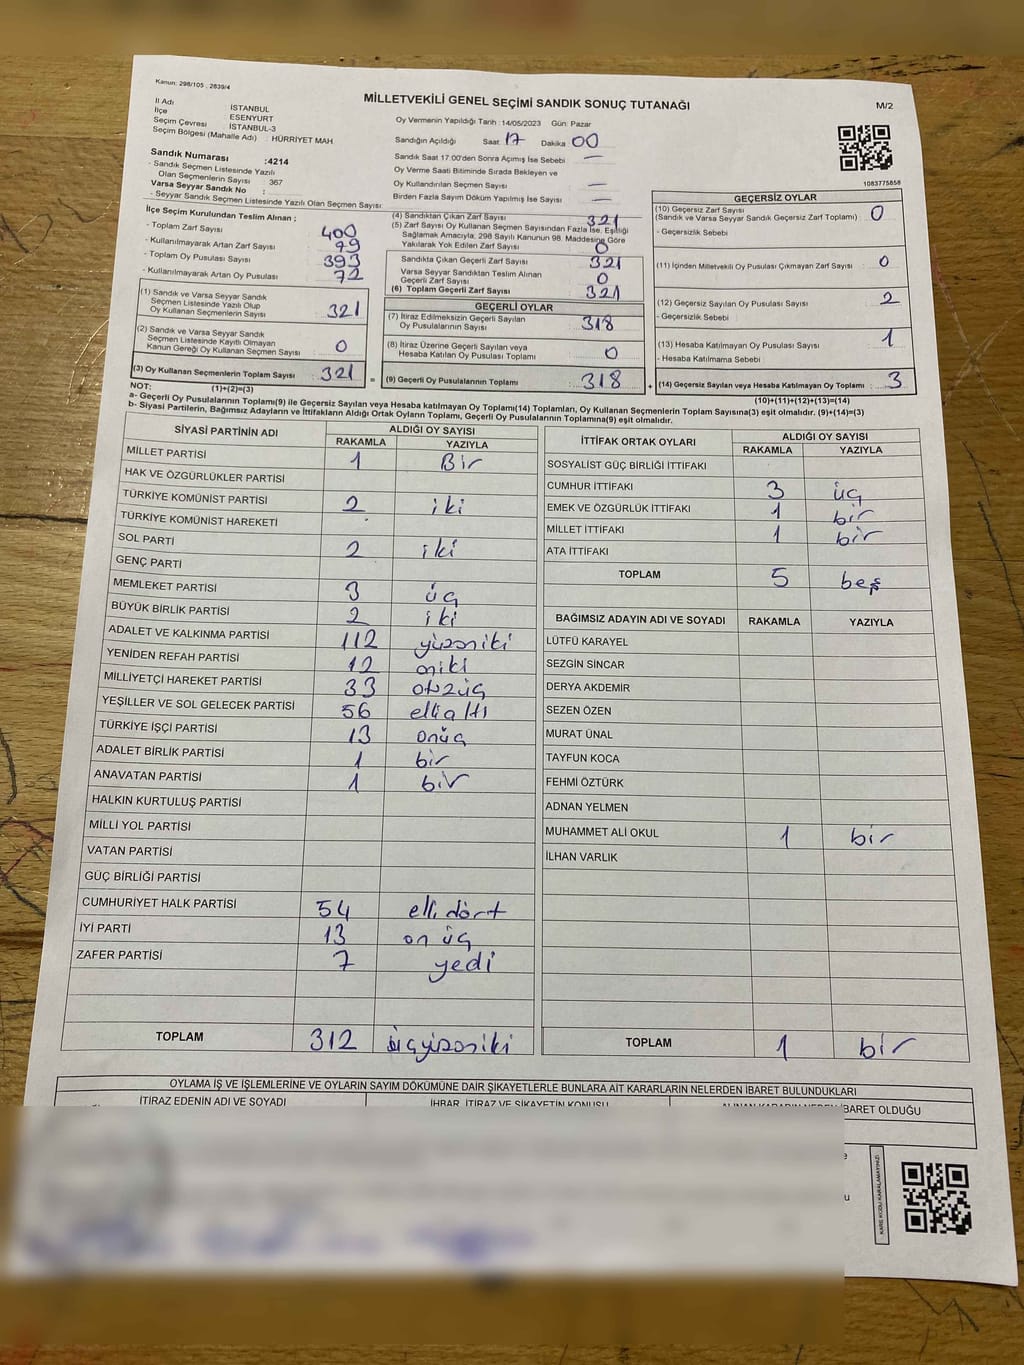 Kanun: 298/105 , 2839/4
MİLLETVEKİLİ GENEL SEÇİMİ SANDIK SONUÇ TUTANAĞI
M/2
İl Adı İSTANBUL
İlçe ESENYURT
Seçim Çevresi İSTANBUL-3
Seçim Bölgesi (Mahalle Adı) : HÜRRİYET MAH
Oy Vermenin Yapıldığı Tarih :14/05/2023 Gün: Pazar
Sandığın Açıldığı Saat 17 Dakika 00
Sandık Saat 17:00'den Sonra Açımış İse Sebebi —
Oy Verme Saati Bitiminde Sırada Bekleyen ve
Oy Kullandırılan Seçmen Sayısı —
Birden Fazla Sayım Döküm Yapılmış İse Sayısı —
1083775858
Sandık Numarası :4214
- Sandık Seçmen Listesinde Yazılı
Olan Seçmenlerin Sayısı : 367
Varsa Seyyar Sandık No :
- Seyyar Sandık Seçmen Listesinde Yazılı Olan Seçmen Sayısı:
İlçe Seçim Kurulundan Teslim Alınan ;
- Toplam Zarf Sayısı 400
- Kullanılmayarak Artan Zarf Sayısı : 79
- Toplam Oy Pusulası Sayısı : 393
- Kullanılmayarak Artan Oy Pusulası : 72
(1) Sandık ve Varsa Seyyar Sandık
Seçmen Listesinde Yazılı Olup
Oy Kullanan Seçmenlerin Sayısı : 321
(2) Sandık ve Varsa Seyyar Sandık
Seçmen Listesinde Kayıtlı Olmayan
Kanun Gereği Oy Kullanan Seçmen Sayısı : 0
(3) Oy Kullanan Seçmenlerin Toplam Sayısı : 321
(1)+(2)=(3)
(4) Sandıktan Çıkan Zarf Sayısı 321
(5) Zarf Sayısı Oy Kullanan Seçmen Sayısından Fazla İse, Eşitliği
Sağlamak Amacıyla, 298 Sayılı Kanunun 98. Maddesine Göre
Yakılarak Yok Edilen Zarf Sayısı : 0
Sandıkta Çıkan Geçerli Zarf Sayısı : 321
Varsa Seyyar Sandıktan Teslim Alınan
Geçerli Zarf Sayısı : 0
(6) Toplam Geçerli Zarf Sayısı : 321
GEÇERLİ OYLAR
(7) İtiraz Edilmeksizin Geçerli Sayılan
Oy Pusulalarının Sayısı : 318
(8) İtiraz Üzerine Geçerli Sayılan veya
Hesaba Katılan Oy Pusulası Toplamı : 0
= (9) Geçerli Oy Pusulalarının Toplamı : 318
GEÇERSİZ OYLAR
(10) Geçersiz Zarf Sayısı
(Sandık ve Varsa Seyyar Sandık Geçersiz Zarf Toplamı) : 0
- Geçersizlik Sebebi
(11) İçinden Milletvekili Oy Pusulası Çıkmayan Zarf Sayısı : 0
(12) Geçersiz Sayılan Oy Pusulası Sayısı : 2
- Geçersizlik Sebebi
(13) Hesaba Katılmayan Oy Pusulası Sayısı : 1
- Hesaba Katılmama Sebebi
+ (14) Geçersiz Sayılan veya Hesaba Katılmayan Oy Toplamı : 3
(10)+(11)+(12)+(13)=(14)
NOT:
a- Geçerli Oy Pusulalarının Toplamı(9) ile Geçersiz Sayılan veya Hesaba katılmayan Oy Toplamı(14) Toplamları, Oy Kullanan Seçmenlerin Toplam Sayısına(3) eşit olmalıdır. (9)+(14)=(3)
b- Siyasi Partilerin, Bağımsız Adayların ve İttifakların Aldığı Ortak Oyların Toplamı, Geçerli Oy Pusulalarının Toplamına(9) eşit olmalıdır.
SİYASİ PARTİNİN ADI ALDIĞI OY SAYISI
RAKAMLA YAZIYLA
MİLLET PARTİSİ 1 Bir
HAK VE ÖZGÜRLÜKLER PARTİSİ
TÜRKİYE KOMÜNİST PARTİSİ 2 iki
TÜRKİYE KOMÜNİST HAREKETİ
SOL PARTİ 2 iki
GENÇ PARTİ
MEMLEKET PARTİSİ 3 üç
BÜYÜK BİRLİK PARTİSİ 2 iki
ADALET VE KALKINMA PARTİSİ 112 yüzoniki
YENİDEN REFAH PARTİSİ 12 oniki
MİLLİYETÇİ HAREKET PARTİSİ 33 otuzüç
YEŞİLLER VE SOL GELECEK PARTİSİ 56 ellialtı
TÜRKİYE İŞÇİ PARTİSİ 13 onüç
ADALET BİRLİK PARTİSİ 1 bir
ANAVATAN PARTİSİ 1 bir
HALKIN KURTULUŞ PARTİSİ
MİLLİ YOL PARTİSİ
VATAN PARTİSİ
GÜÇ BİRLİĞİ PARTİSİ
CUMHURİYET HALK PARTİSİ 54 elli dört
İYİ PARTİ 13 on üç
ZAFER PARTİSİ 7 yedi
TOPLAM 312 üçyüzoniki
İTTİFAK ORTAK OYLARI ALDIĞI OY SAYISI
RAKAMLA YAZIYLA
SOSYALİST GÜÇ BİRLİĞİ İTTİFAKI
CUMHUR İTTİFAKI 3 üç
EMEK VE ÖZGÜRLÜK İTTİFAKI 1 bir
MİLLET İTTİFAKI 1 bir
ATA İTTİFAKI
TOPLAM 5 beş
BAĞIMSIZ ADAYIN ADI VE SOYADI RAKAMLA YAZIYLA
LÜTFÜ KARAYEL
SEZGİN SİNCAR
DERYA AKDEMİR
SEZEN ÖZEN
MURAT ÜNAL
TAYFUN KOCA
FEHMİ ÖZTÜRK
ADNAN YELMEN
MUHAMMET ALİ OKUL 1 bir
İLHAN VARLIK
TOPLAM 1 bir
OYLAMA İŞ VE İŞLEMLERİNE VE OYLARIN SAYIM DÖKÜMÜNE DAİR ŞİKAYETLERLE BUNLARA AİT KARARLARIN NELERDEN İBARET BULUNDUKLARI
İTİRAZ EDENİN ADI VE SOYADI İHBAR, İTİRAZ VE ŞİKAYETİN KONUSU ALINAN KARARIN NEDEN İBARET OLDUĞU
KARE KODU KARALAMAYINIZ!